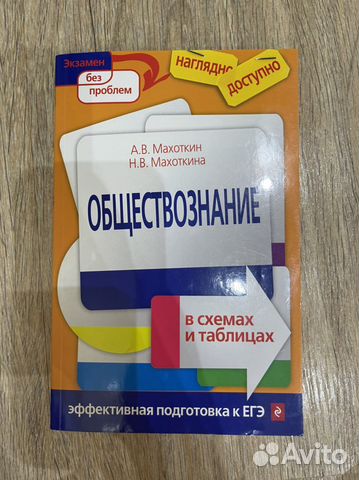 Экзамен
без
проблем
наглядно
доступно
А.В. Махоткин
Н.В. Махоткина
ОБЩЕСТВОЗНАНИЕ
в схемах
и таблицах
эффективная подготовка к ЕГЭ
Avito